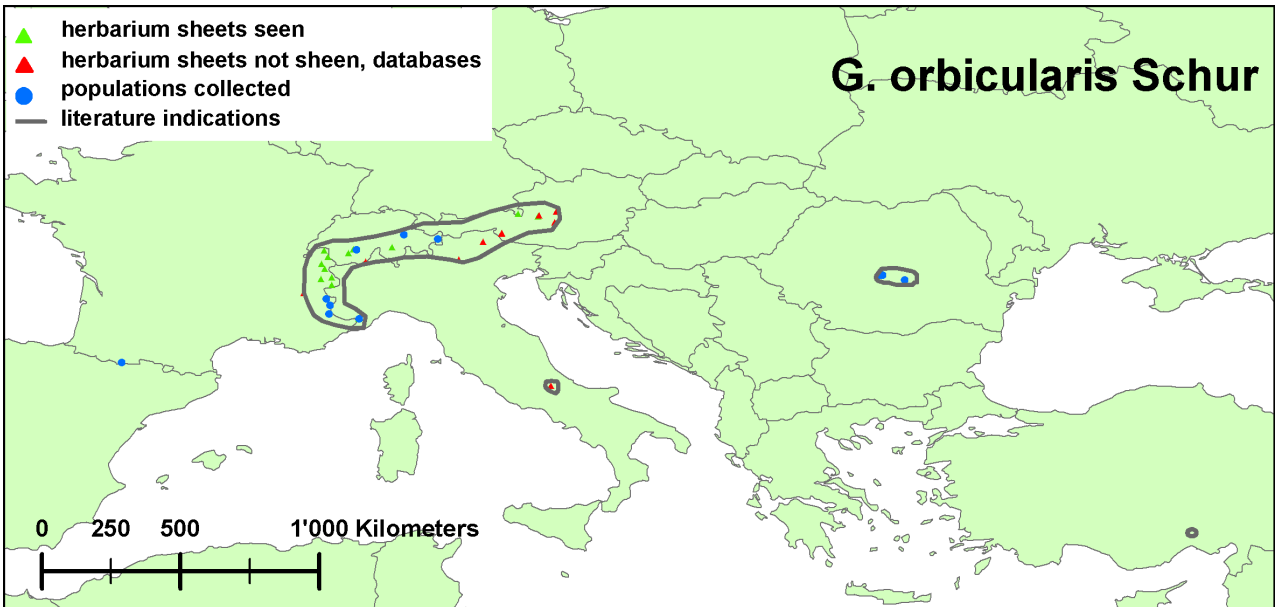 herbarium sheets seen
herbarium sheets not sheen, databases
populations collected
literature indications
G. orbicularis Schur
0 250 500 1'000 Kilometers